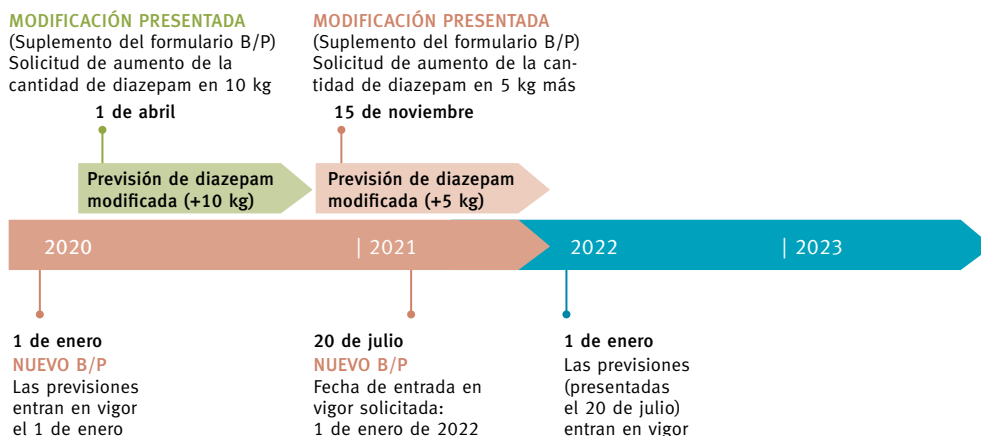 MODIFICACIÓN PRESENTADA
(Suplemento del formulario B/P)
Solicitud de aumento de la
cantidad de diazepam en 10 kg
1 de abril
MODIFICACIÓN PRESENTADA
(Suplemento del formulario B/P)
Solicitud de aumento de la can-
tidad de diazepam en 5 kg más
15 de noviembre
Previsión de diazepam
modificada (+10 kg)
Previsión de diazepam
modificada (+5 kg)
2020 | 2021 2022 | 2023
1 de enero
NUEVO B/P
Las previsiones
entran en vigor
el 1 de enero
20 de julio
NUEVO B/P
Fecha de entrada en
vigor solicitada:
1 de enero de 2022
1 de enero
Las previsiones
(presentadas
el 20 de julio)
entran en vigor